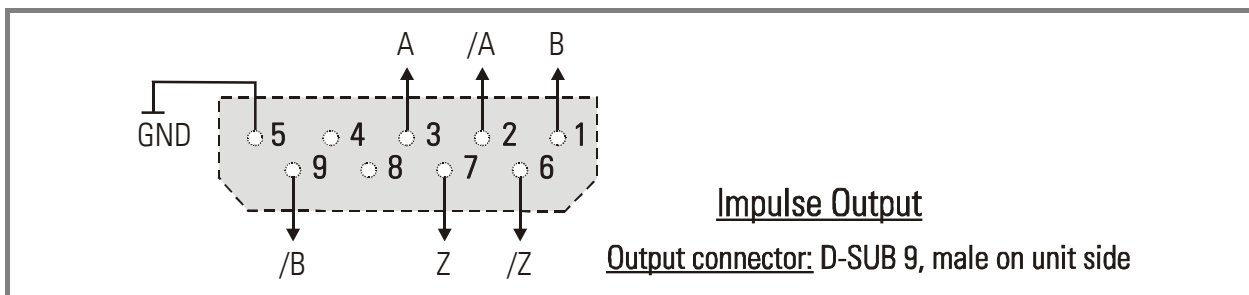 A /A B
GND 5 4 3 2 1
9 8 7 6
Impulse Output
/B Z /Z
Output connector: D-SUB 9, male on unit side